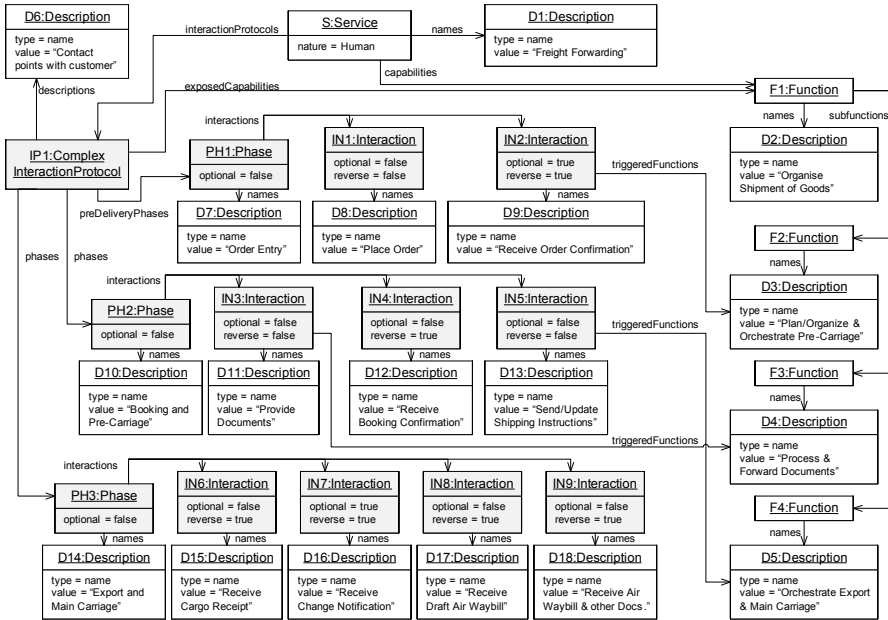 D6:Description
type = name
value = “Contact
points with customer”
descriptions
interactionProtocols
S:Service
nature = Human
names
D1:Description
type = name
value = “Freight Forwarding”
capabilities
exposedCapabilities
F1:Function
names
subfunctions
D2:Description
type = name
value = “Organise
Shipment of Goods”
IP1:Complex
InteractionProtocol
preDeliveryPhases
phases
phases
interactions
PH1:Phase
optional = false
names
D7:Description
type = name
value = “Order Entry”
IN1:Interaction
optional = false
reverse = false
names
D8:Description
type = name
value = “Place Order”
IN2:Interaction
optional = true
reverse = true
names
D9:Description
type = name
value = “Receive Order Confirmation”
triggeredFunctions
F2:Function
names
D3:Description
type = name
value = “Plan/Organize &
Orchestrate Pre-Carriage”
interactions
PH2:Phase
optional = false
names
D10:Description
type = name
value = “Booking and
Pre-Carriage”
IN3:Interaction
optional = false
reverse = false
names
D11:Description
type = name
value = “Provide
Documents”
IN4:Interaction
optional = false
reverse = true
names
D12:Description
type = name
value = “Receive
Booking Confirmation”
IN5:Interaction
optional = false
reverse = false
names
D13:Description
type = name
value = “Send/Update
Shipping Instructions”
triggeredFunctions
F3:Function
names
triggeredFunctions
D4:Description
type = name
value = “Process &
Forward Documents”
interactions
PH3:Phase
optional = false
names
D14:Description
type = name
value = “Export and
Main Carriage”
IN6:Interaction
optional = false
reverse = true
names
D15:Description
type = name
value = “Receive
Cargo Receipt”
IN7:Interaction
optional = true
reverse = true
names
D16:Description
type = name
value = “Receive
Change Notification”
IN8:Interaction
optional = false
reverse = true
names
D17:Description
type = name
value = “Receive
Draft Air Waybill”
IN9:Interaction
optional = false
reverse = true
names
D18:Description
type = name
value = “Receive Air
Waybill & other Docs.”
F4:Function
names
D5:Description
type = name
value = “Orchestrate Export
& Main Carriage”